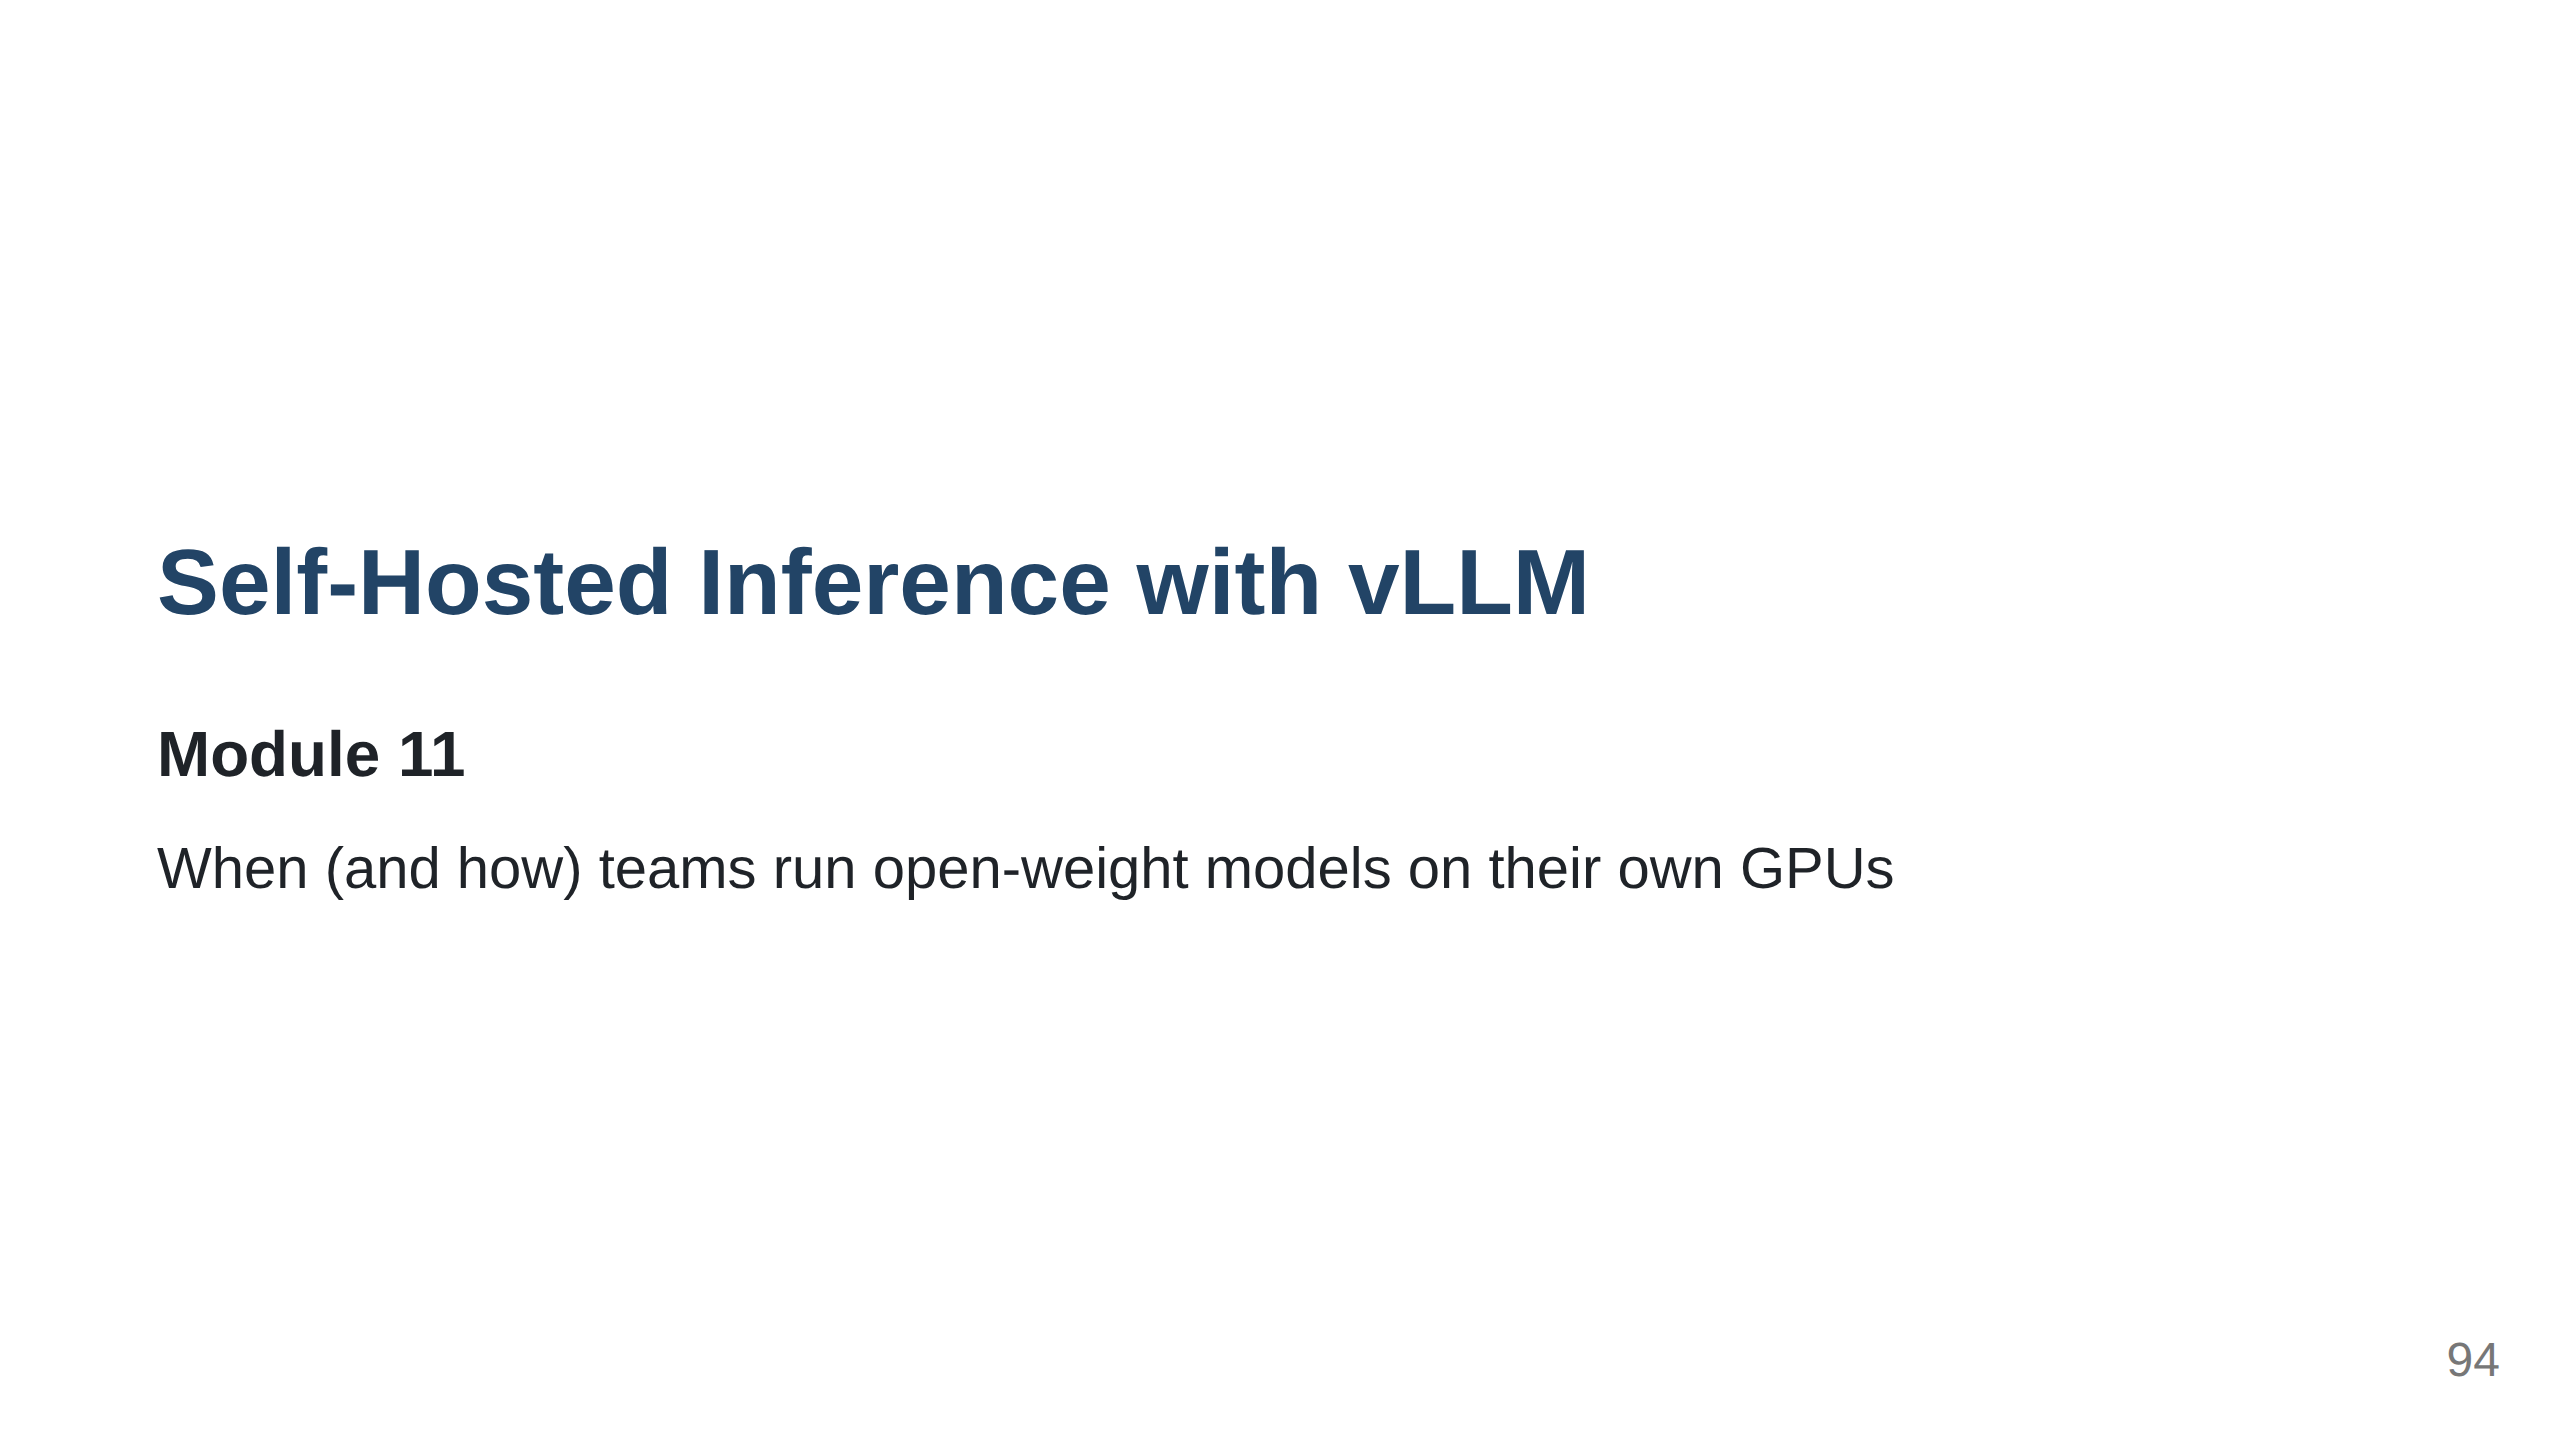 Self-Hosted Inference with vLLM
Module 11
When (and how) teams run open-weight models on their own GPUs
94